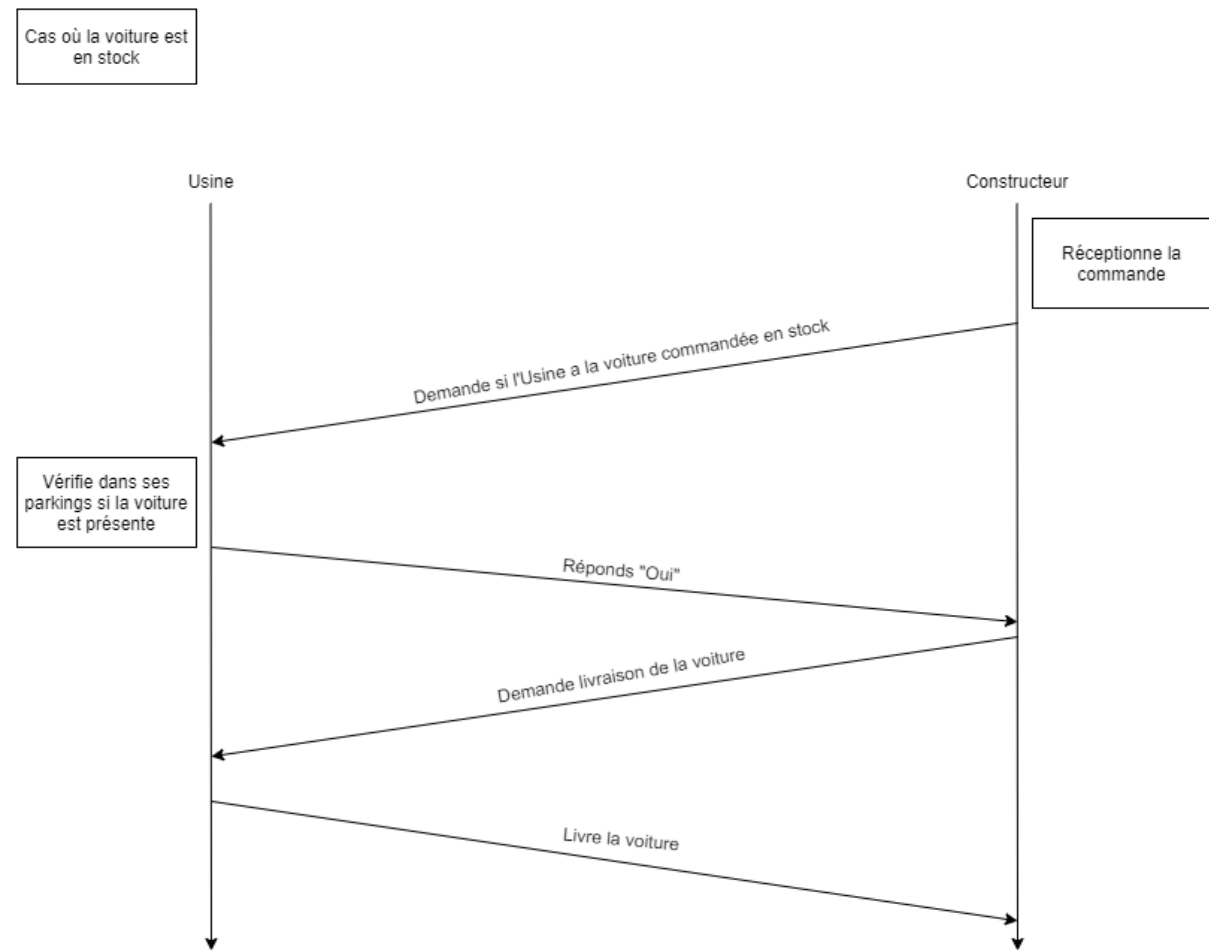 Cas où la voiture est
en stock
Usine
Constructeur
Réceptionne la
commande
Demande si l'Usine a la voiture commandée en stock
Vérifie dans ses
parkings si la voiture
est présente
Réponds "Oui"
Demande livraison de la voiture
Livre la voiture